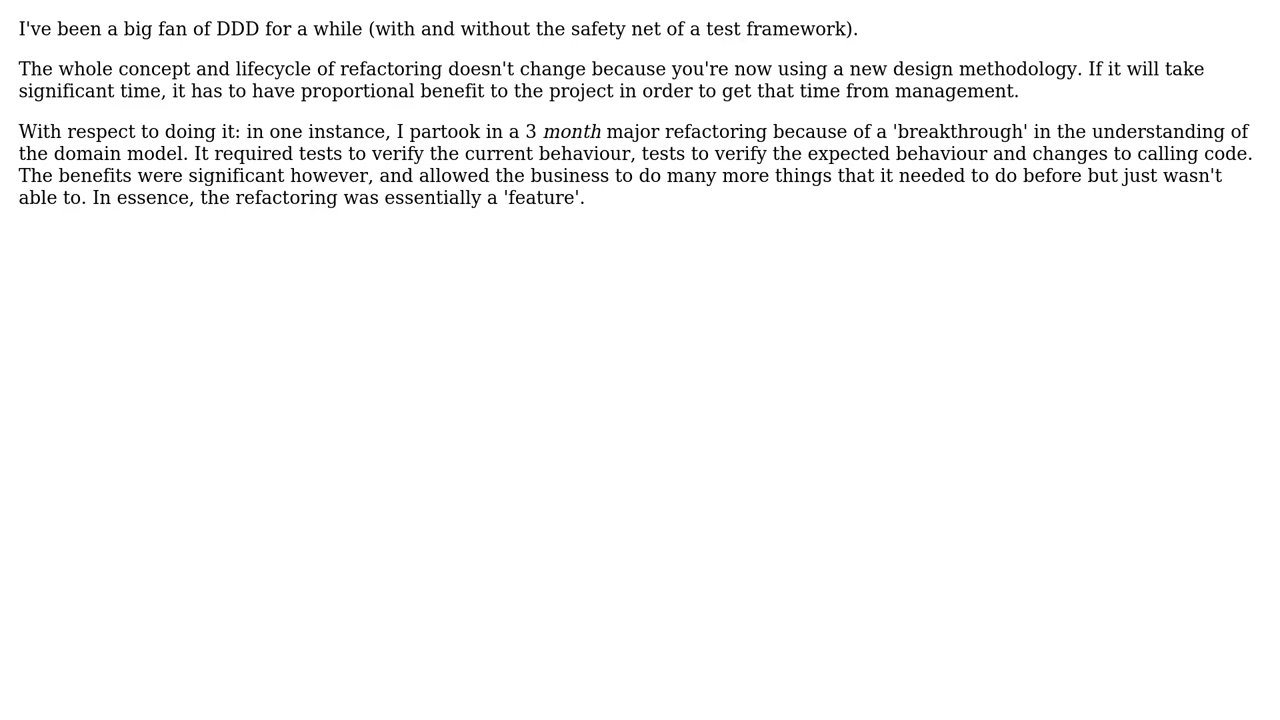 I've been a big fan of DDD for a while (with and without the safety net of a test framework).
The whole concept and lifecycle of refactoring doesn't change because you're now using a new design methodology. If it will take
significant time, it has to have proportional benefit to the project in order to get that time from management.
With respect to doing it: in one instance, I partook in a 3 month major refactoring because of a 'breakthrough' in the understanding of
the domain model. It required tests to verify the current behaviour, tests to verify the expected behaviour and changes to calling code.
The benefits were significant however, and allowed the business to do many more things that it needed to do before but just wasn't
able to. In essence, the refactoring was essentially a 'feature'.